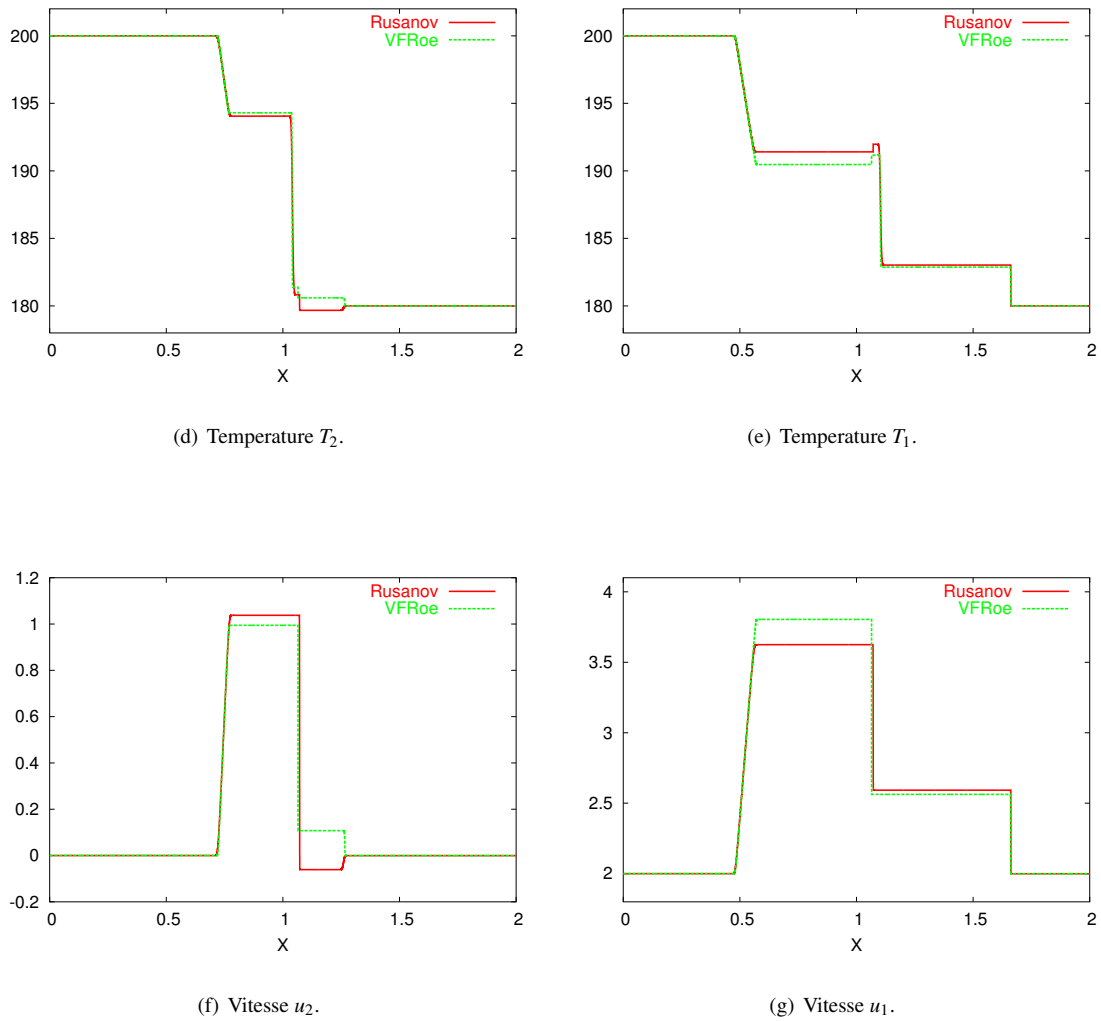 Rusanov
VFRoe
200
195
190
185
180
0 0.5 1 1.5 2
X
(d) Temperature T2.
Rusanov
VFRoe
200
195
190
185
180
0 0.5 1 1.5 2
X
(e) Temperature T1.
Rusanov
VFRoe
1.2
1
0.8
0.6
0.4
0.2
0
-0.2
0 0.5 1 1.5 2
X
(f) Vitesse u2.
Rusanov
VFRoe
4
3.5
3
2.5
2
0 0.5 1 1.5 2
X
(g) Vitesse u1.